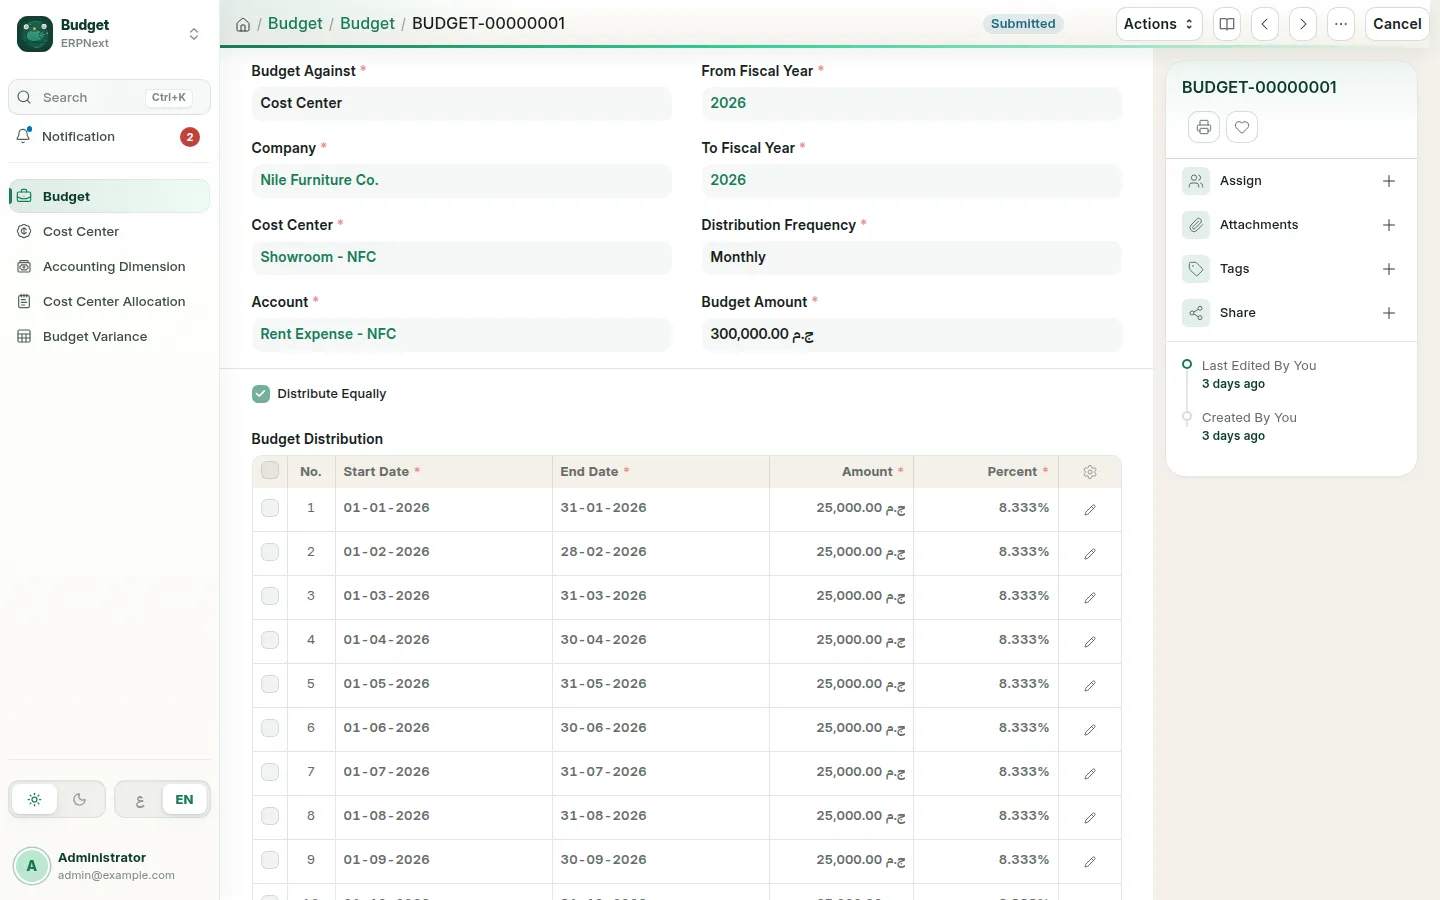 Budget
ERPNext
Search
Ctrl+K
Notification
2
Budget
Cost Center
Accounting Dimension
Cost Center Allocation
Budget Variance
ع
EN
A
Administrator
admin@example.com
/ Budget / Budget / BUDGET-00000001
Submitted
Actions
Cancel
Budget Against *
Cost Center
From Fiscal Year *
2026
Company *
Nile Furniture Co.
To Fiscal Year *
2026
Cost Center *
Showroom - NFC
Distribution Frequency *
Monthly
Account *
Rent Expense - NFC
Budget Amount *
300,000.00 ج.م
Distribute Equally
Budget Distribution
No. Start Date * End Date * Amount * Percent *
1 01-01-2026 31-01-2026 25,000.00 ج.م 8.333%
2 01-02-2026 28-02-2026 25,000.00 ج.م 8.333%
3 01-03-2026 31-03-2026 25,000.00 ج.م 8.333%
4 01-04-2026 30-04-2026 25,000.00 ج.م 8.333%
5 01-05-2026 31-05-2026 25,000.00 ج.م 8.333%
6 01-06-2026 30-06-2026 25,000.00 ج.م 8.333%
7 01-07-2026 31-07-2026 25,000.00 ج.م 8.333%
8 01-08-2026 31-08-2026 25,000.00 ج.م 8.333%
9 01-09-2026 30-09-2026 25,000.00 ج.م 8.333%
BUDGET-00000001
Assign
Attachments
Tags
Share
Last Edited By You
3 days ago
Created By You
3 days ago